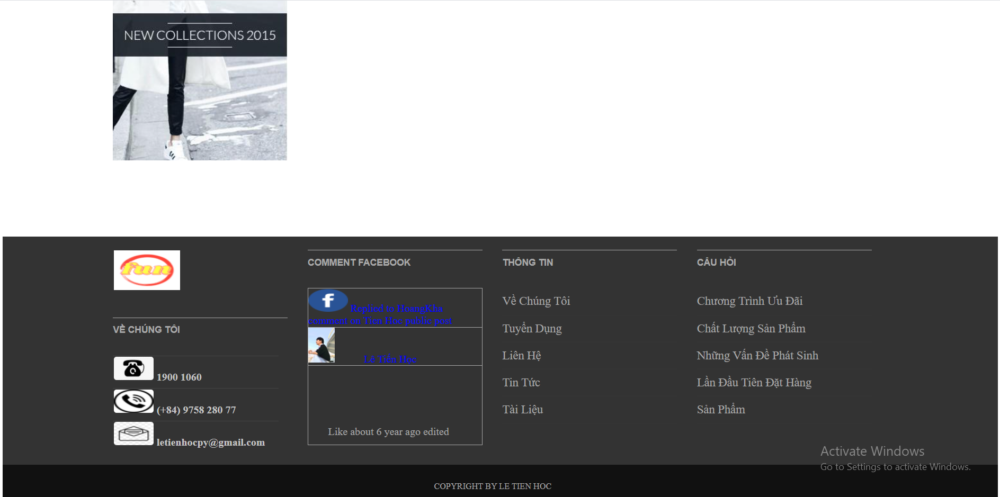 NEW COLLECTIONS 2015
fun
VỀ CHÚNG TÔI
1900 1060
(+84) 9758 280 77
letienhocpy@gmail.com
COMMENT FACEBOOK
f Replied to HoangKha
comment on Tien Hoc public post
Lê Tiến Học
Like about 6 year ago edited
THÔNG TIN
Về Chúng Tôi
Tuyển Dụng
Liên Hệ
Tin Tức
Tài Liệu
CÂU HỎI
Chương Trình Ưu Đãi
Chất Lượng Sản Phẩm
Những Vấn Đề Phát Sinh
Lần Đầu Tiên Đặt Hàng
Sản Phẩm
Activate Windows
Go to Settings to activate Windows.
COPYRIGHT BY LE TIEN HOC